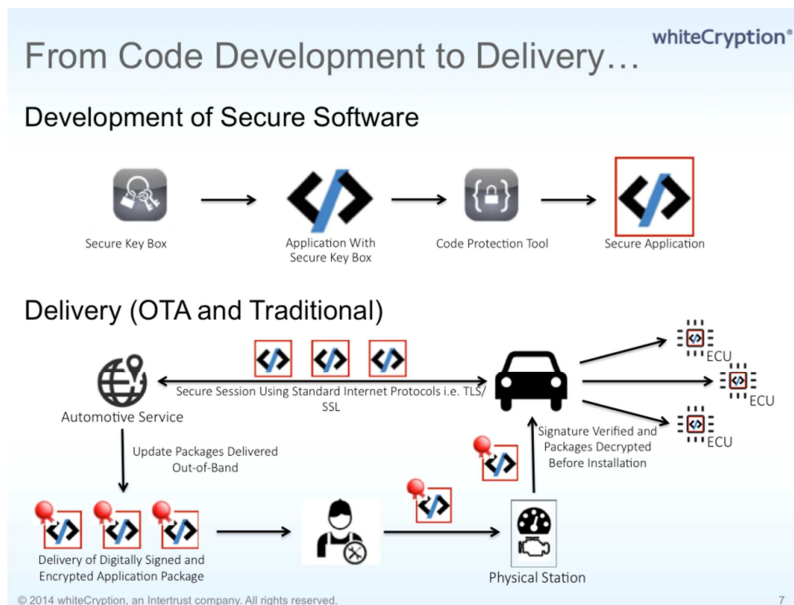 whiteCryption®
From Code Development to Delivery…
Development of Secure Software
Secure Key Box
Application With
Secure Key Box
Code Protection Tool
Secure Application
Delivery (OTA and Traditional)
ECU
ECU
ECU
Secure Session Using Standard Internet Protocols i.e. TLS/
SSL
Automotive Service
Update Packages Delivered
Out-of-Band
Signature Verified and
Packages Decrypted
Before Installation
Delivery of Digitally Signed and
Encrypted Application Package
Physical Station
© 2014 whiteCryption, an Intertrust company. All rights reserved.
7